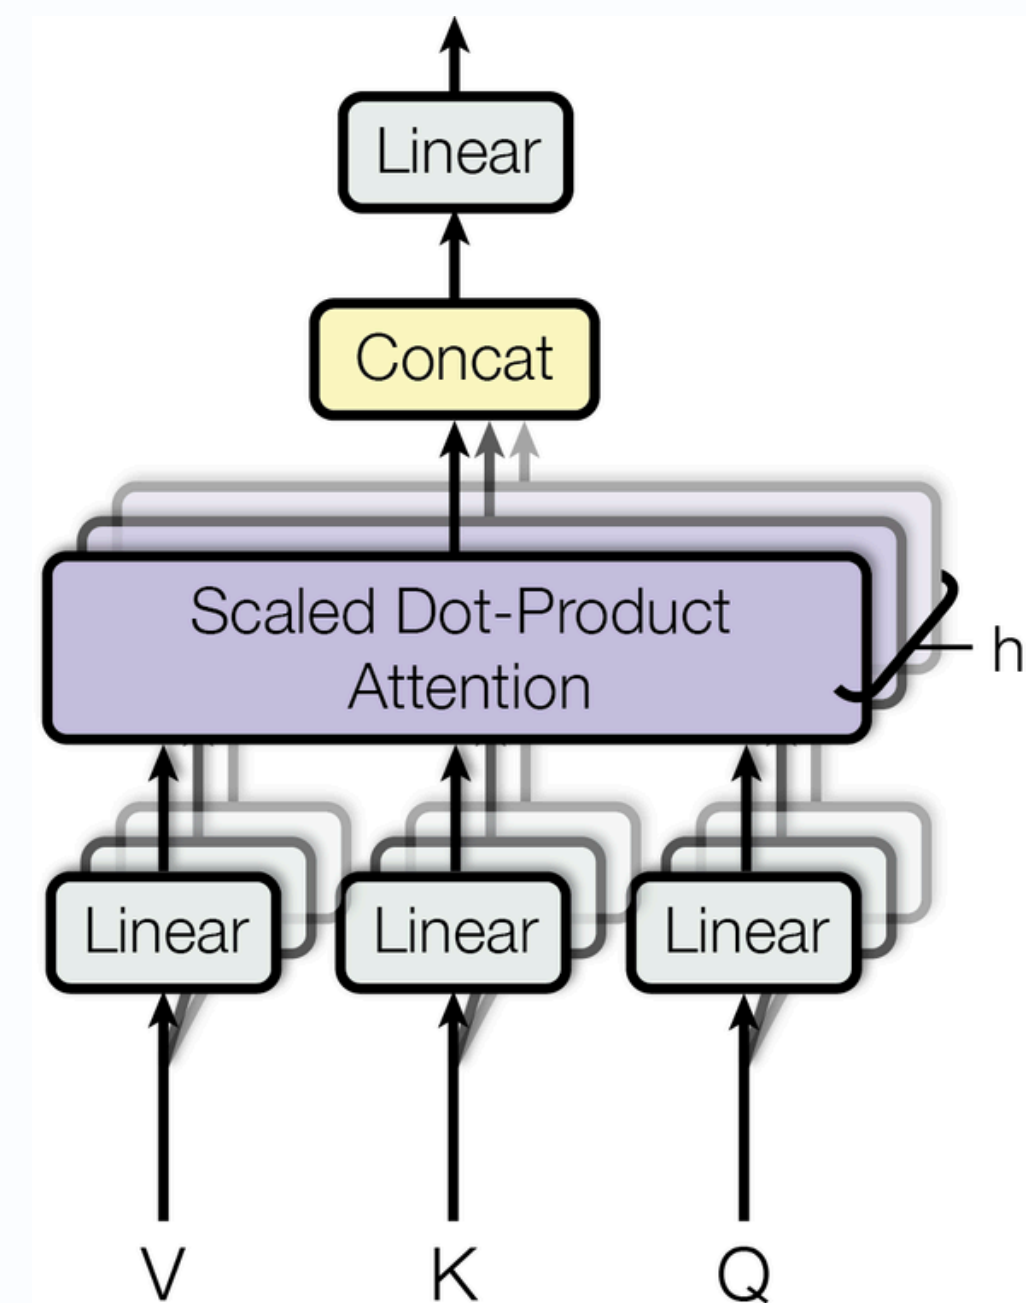 Linear
Concat
Scaled Dot-Product
Attention
h
Linear Linear Linear
V K Q